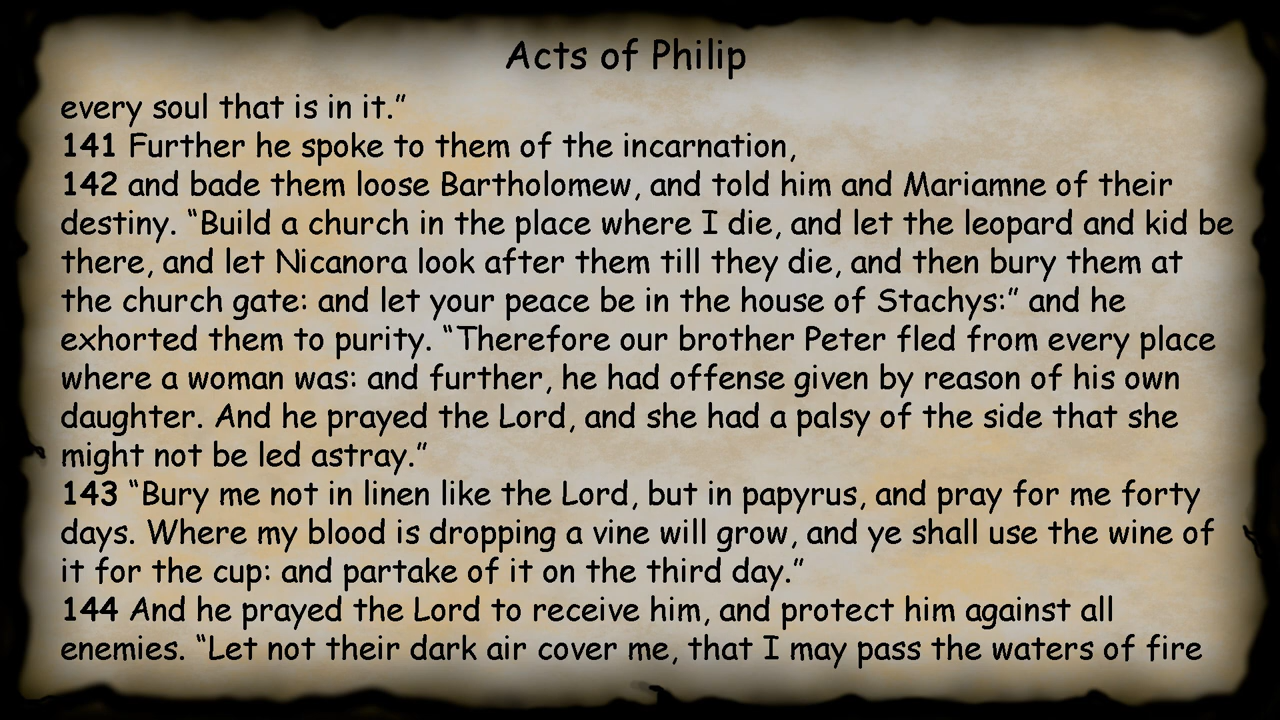 Acts of Philip
every soul that is in it.”
141 Further he spoke to them of the incarnation,
142 and bade them loose Bartholomew, and told him and Mariamne of their
destiny. “Build a church in the place where I die, and let the leopard and kid be
there, and let Nicanora look after them till they die, and then bury them at
the church gate: and let your peace be in the house of Stachys:” and he
exhorted them to purity. “Therefore our brother Peter fled from every place
where a woman was: and further, he had offense given by reason of his own
daughter. And he prayed the Lord, and she had a palsy of the side that she
might not be led astray.”
143 “Bury me not in linen like the Lord, but in papyrus, and pray for me forty
days. Where my blood is dropping a vine will grow, and ye shall use the wine of
it for the cup: and partake of it on the third day.”
144 And he prayed the Lord to receive him, and protect him against all
enemies. “Let not their dark air cover me, that I may pass the waters of fire